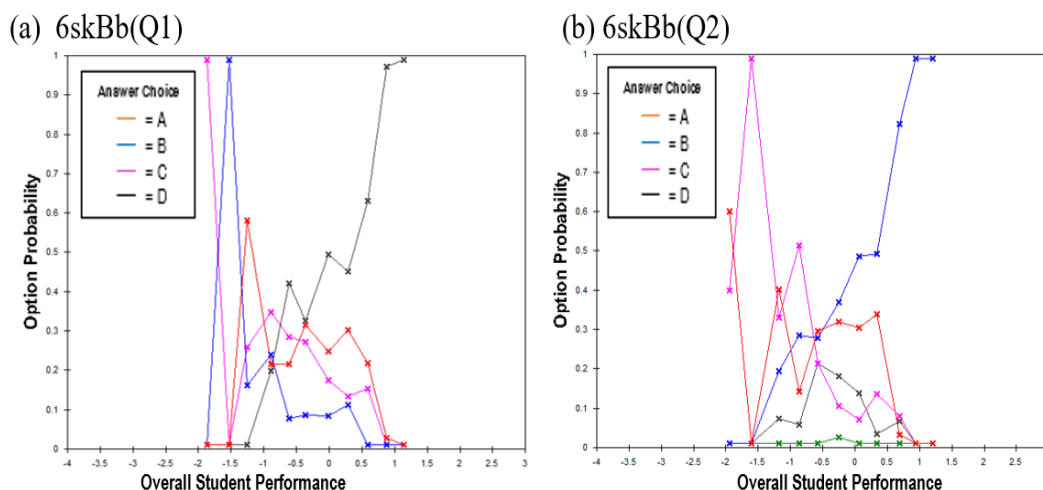 (a) 6skBb(Q1)
1
0.9
0.8
0.7
0.6
0.5
0.4
0.3
0.2
0.1
0
Option Probability
Answer Choice
= A
= B
= C
= D
-4 -3.5 -3 -2.5 -2 -1.5 -1 -0.5 0 0.5 1 1.5 2 2.5 3
Overall Student Performance
(b) 6skBb(Q2)
1
0.9
0.8
0.7
0.6
0.5
0.4
0.3
0.2
0.1
0
Option Probability
Answer Choice
= A
= B
= C
= D
-4 -3.5 -3 -2.5 -2 -1.5 -1 -0.5 0 0.5 1 1.5 2 2.5
Overall Student Performance